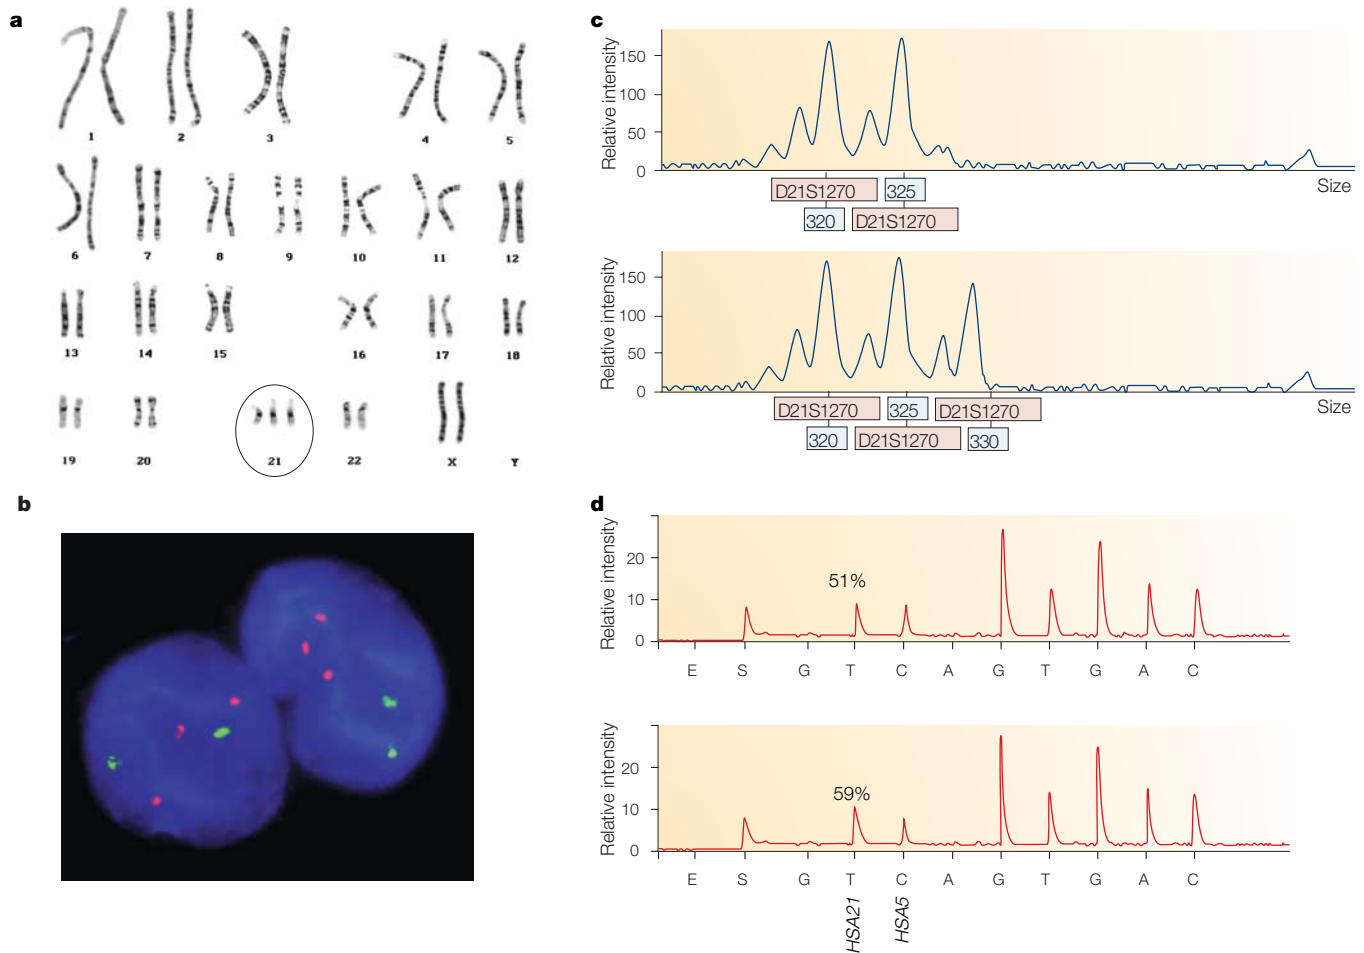 a
1 2 3 4 5
6 7 8 9 10 11 12
13 14 15 16 17 18
19 20 21 22 X Y
b
c
Relative intensity
150
100
50
0
Size
D21S1270 325
320 D21S1270
Relative intensity
150
100
50
0
Size
D21S1270 325 D21S1270
320 D21S1270 330
d
Relative intensity
20
10
0
51%
E S G T C A G T G A C
Relative intensity
20
10
0
59%
E S G T C A G T G A C
HSA21
HSA5